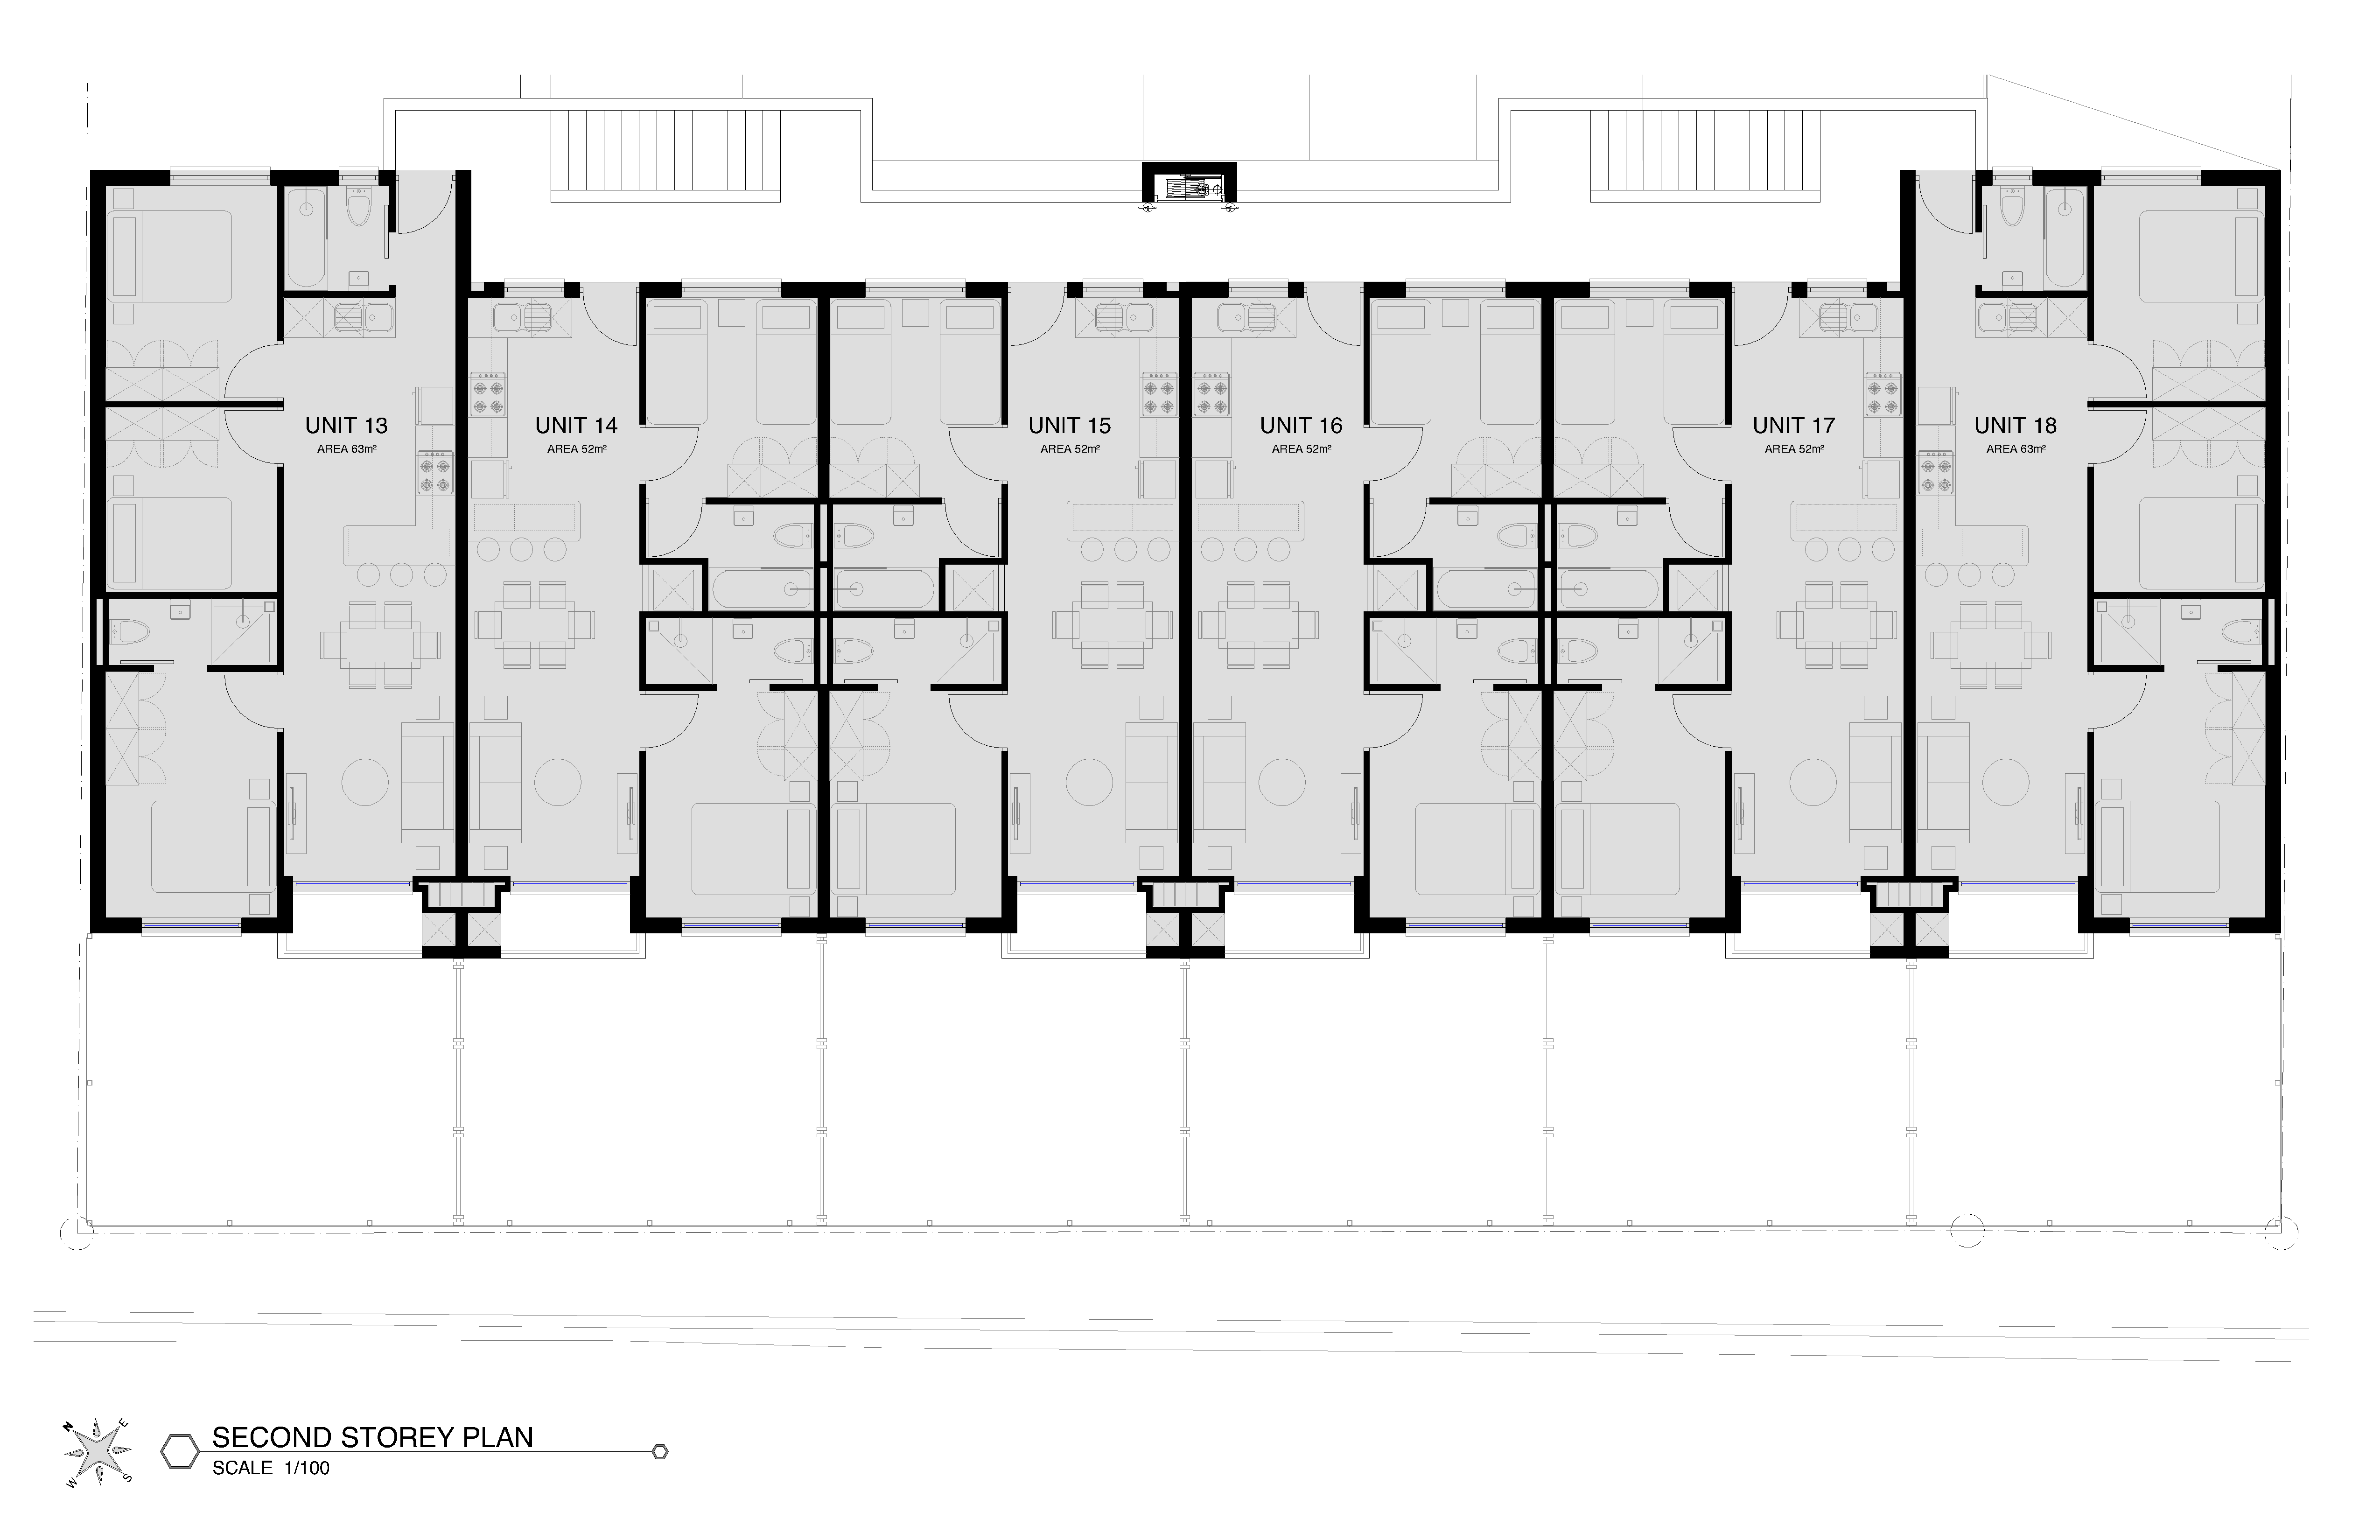 UNIT 13
AREA 63m²
UNIT 14
AREA 52m²
UNIT 15
AREA 52m²
UNIT 16
AREA 52m²
UNIT 17
AREA 52m²
UNIT 18
AREA 63m²
N
E
W
S
SECOND STOREY PLAN
SCALE 1/100